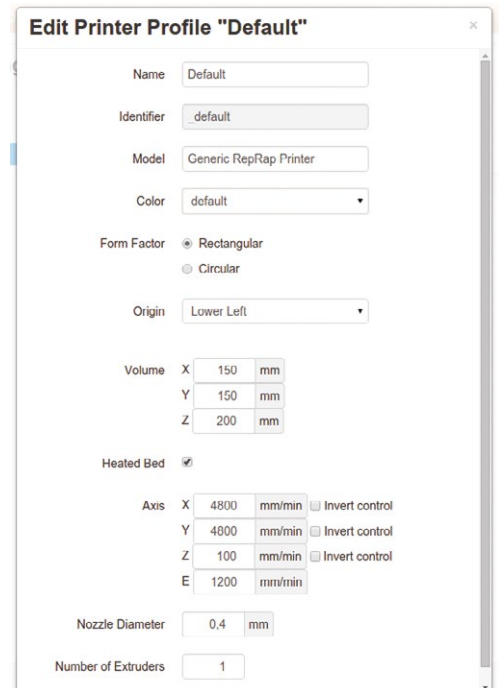 Edit Printer Profile "Default" ×
Name Default
Identifier _default
Model Generic RepRap Printer
Color default
Form Factor Rectangular
Circular
Origin Lower Left
Volume X 150 mm
Y 150 mm
Z 200 mm
Heated Bed
Axis X 4800 mm/min Invert control
Y 4800 mm/min Invert control
Z 100 mm/min Invert control
E 1200 mm/min
Nozzle Diameter 0,4 mm
Number of Extruders 1